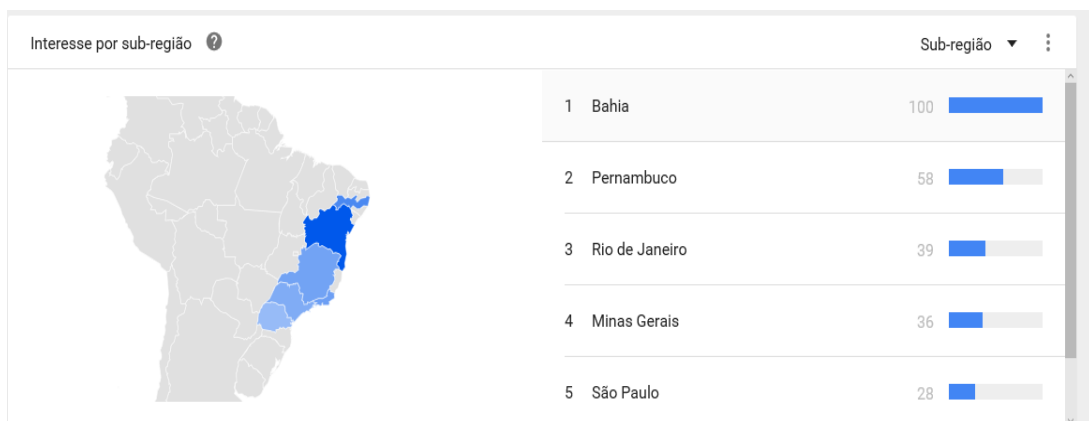 Interesse por sub-região ?
Sub-região
1 Bahia 100
2 Pernambuco 58
3 Rio de Janeiro 39
4 Minas Gerais 36
5 São Paulo 28